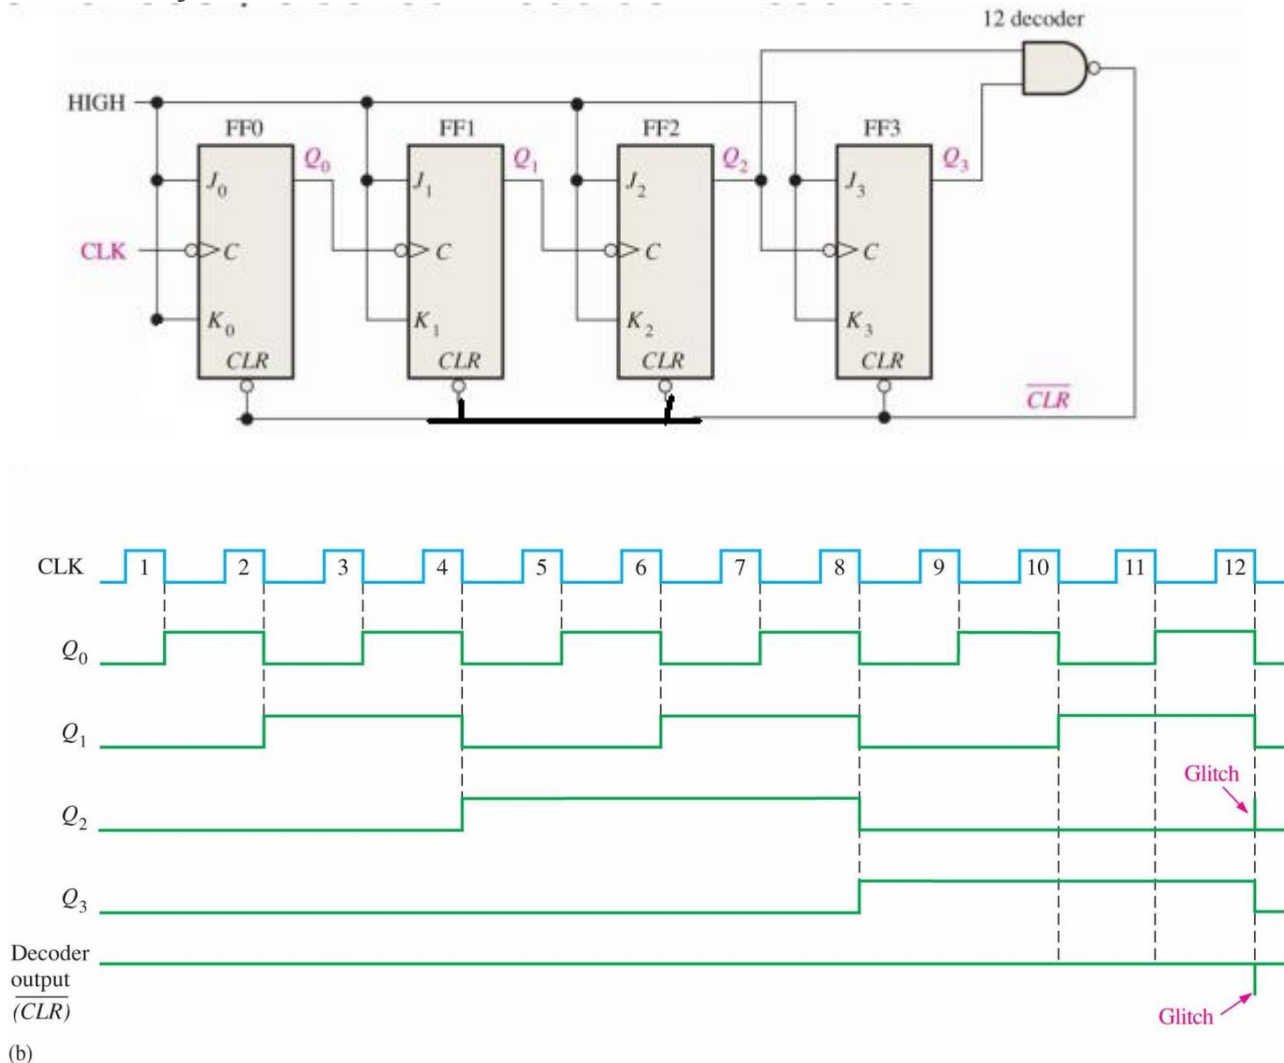 12 decoder
HIGH
FF0 FF1 FF2 FF3
Q0 Q1 Q2 Q3
J0 J1 J2 J3
CLK C C C C
K0 K1 K2 K3
CLR CLR CLR CLR
CLR
CLK 1 2 3 4 5 6 7 8 9 10 11 12
Q0
Q1
Glitch
Q2
Q3
Decoder
output
(CLR)
Glitch
(b)